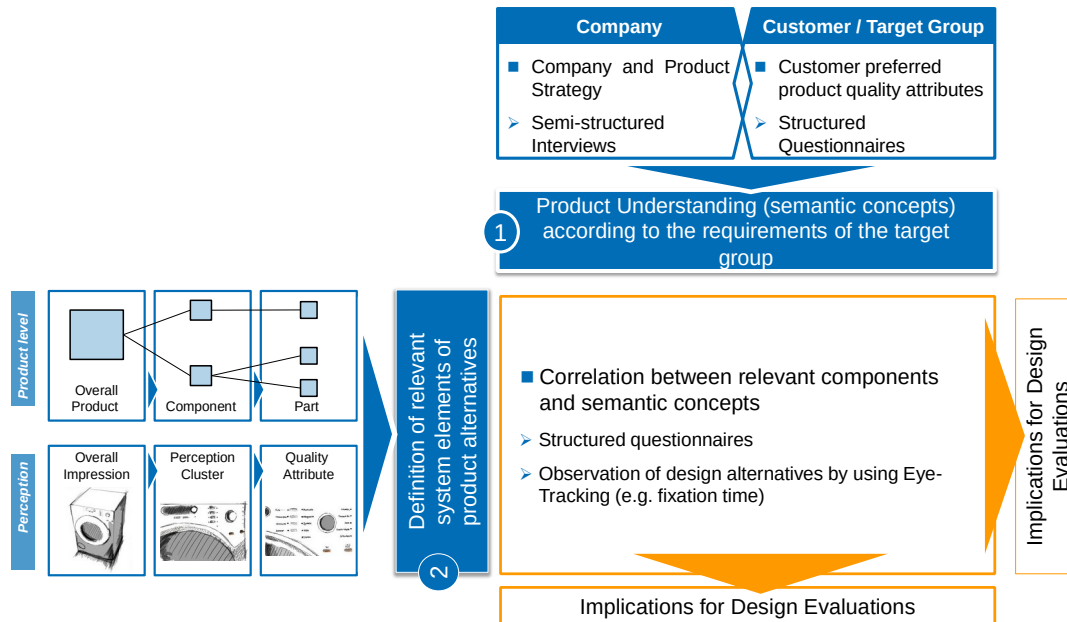 Company
■ Company and Product
Strategy
➢ Semi-structured
Interviews
Customer / Target Group
■ Customer preferred
product quality attributes
➢ Structured
Questionnaires
1
Product Understanding (semantic concepts)
according to the requirements of the target
group
Product level
Overall
Product
Component
Part
Perception
Overall
Impression
Perception
Cluster
Quality
Attribute
Definition of relevant
system elements of
product alternatives
2
■ Correlation between relevant components
and semantic concepts
➢ Structured questionnaires
➢ Observation of design alternatives by using Eye-
Tracking (e.g. fixation time)
Implications for Design
Evaluations
Implications for Design Evaluations